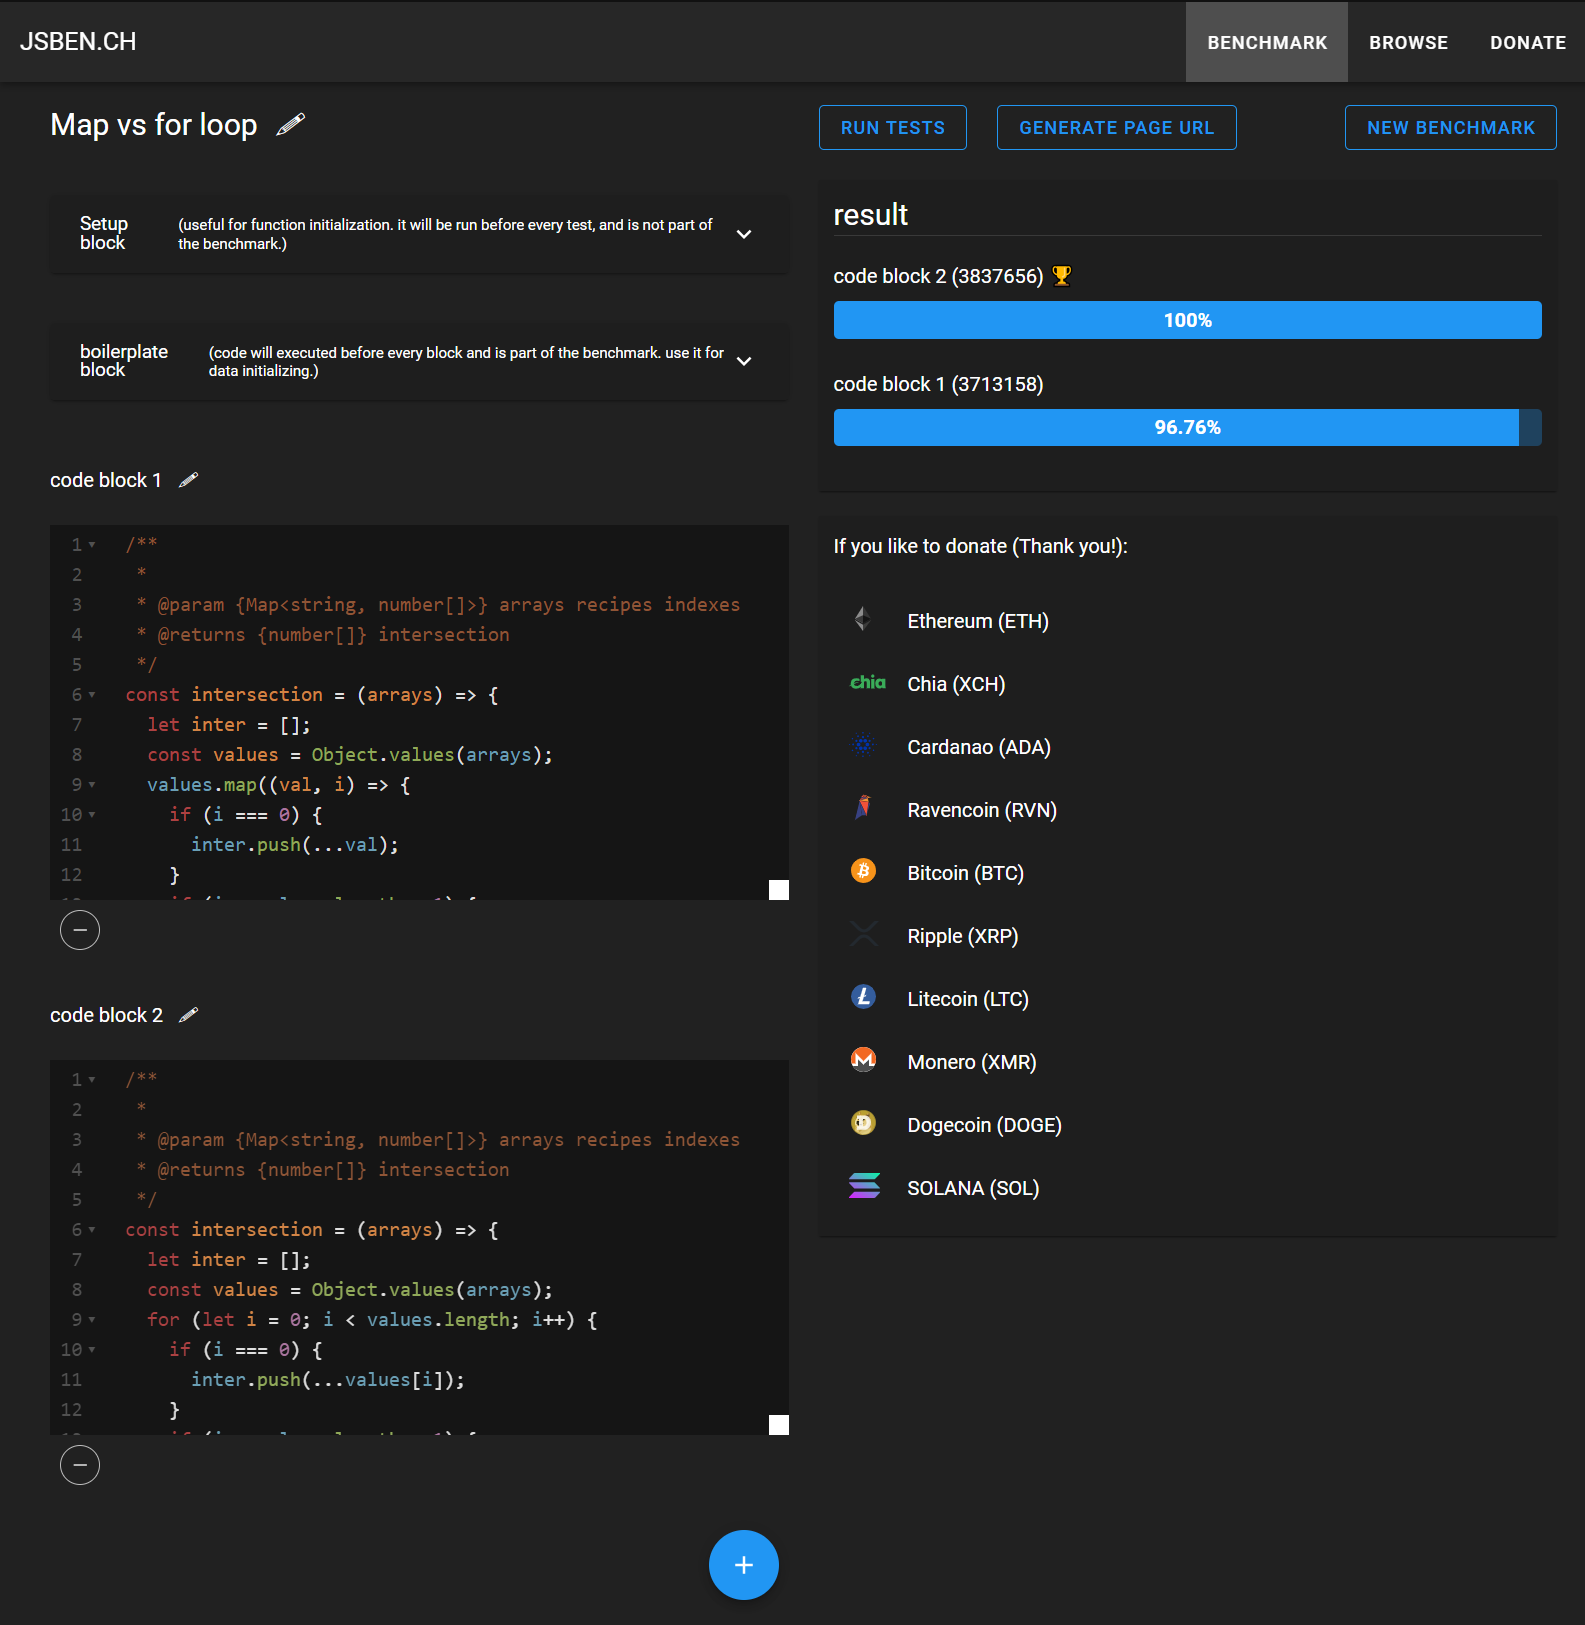 JSBEN.CH
BENCHMARK
BROWSE
DONATE
Map vs for loop
RUN TESTS
GENERATE PAGE URL
NEW BENCHMARK
Setup block
(useful for function initialization. it will be run before every test, and is not part of
the benchmark.)
boilerplate block
(code will executed before every block and is part of the benchmark. use it for
data initializing.)
code block 1
1 /**
2  *
3  * @param {Map<string, number[]>} arrays recipes indexes
4  * @returns {number[]} intersection
5  */
6 const intersection = (arrays) => {
7   let inter = [];
8   const values = Object.values(arrays);
9   values.map((val, i) => {
10     if (i === 0) {
11       inter.push(...val);
12     }
code block 2
1 /**
2  *
3  * @param {Map<string, number[]>} arrays recipes indexes
4  * @returns {number[]} intersection
5  */
6 const intersection = (arrays) => {
7   let inter = [];
8   const values = Object.values(arrays);
9   for (let i = 0; i < values.length; i++) {
10     if (i === 0) {
11       inter.push(...values[i]);
12     }
+
result
code block 2 (3837656)
100%
code block 1 (3713158)
96.76%
If you like to donate (Thank you!):
Ethereum (ETH)
chia Chia (XCH)
Cardanao (ADA)
Ravencoin (RVN)
Bitcoin (BTC)
Ripple (XRP)
Litecoin (LTC)
Monero (XMR)
Dogecoin (DOGE)
SOLANA (SOL)